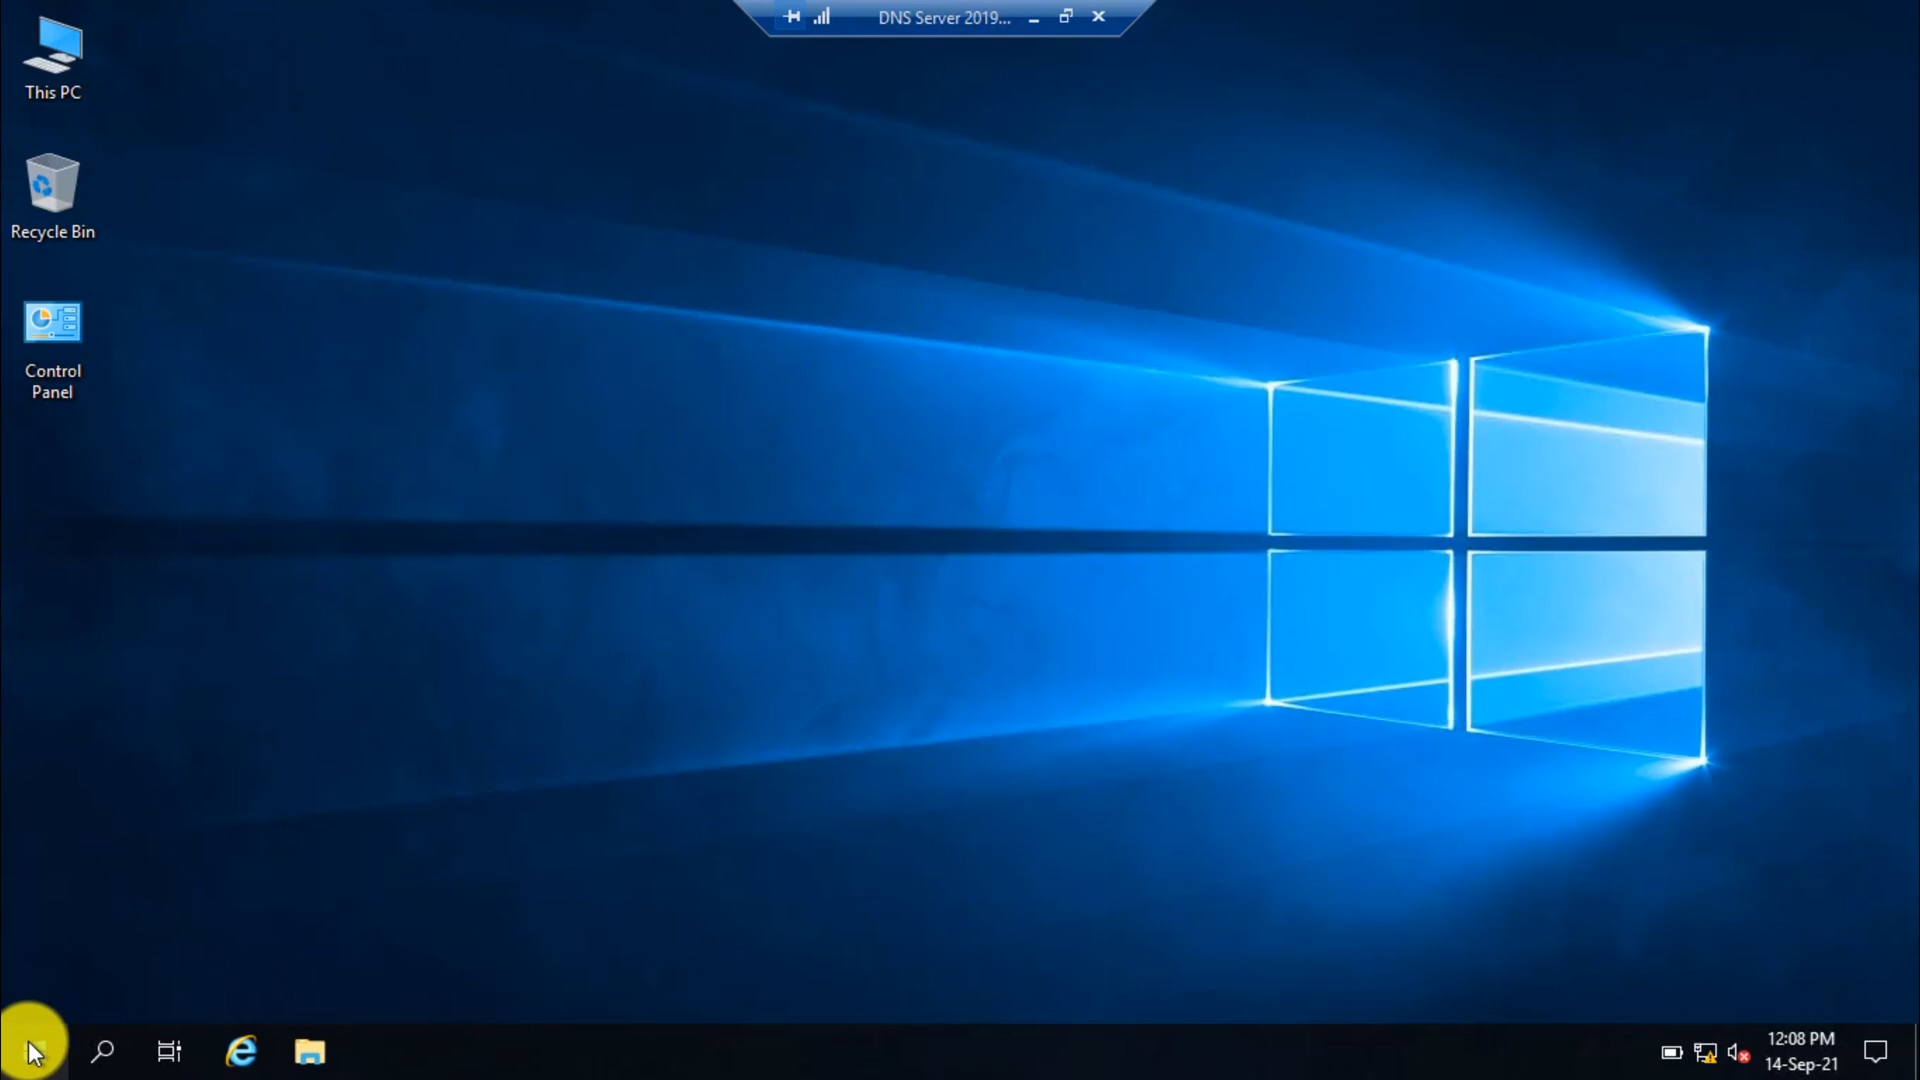 DNS Server 2019...
This PC
Recycle Bin
Control
Panel
12:08 PM
14-Sep-21